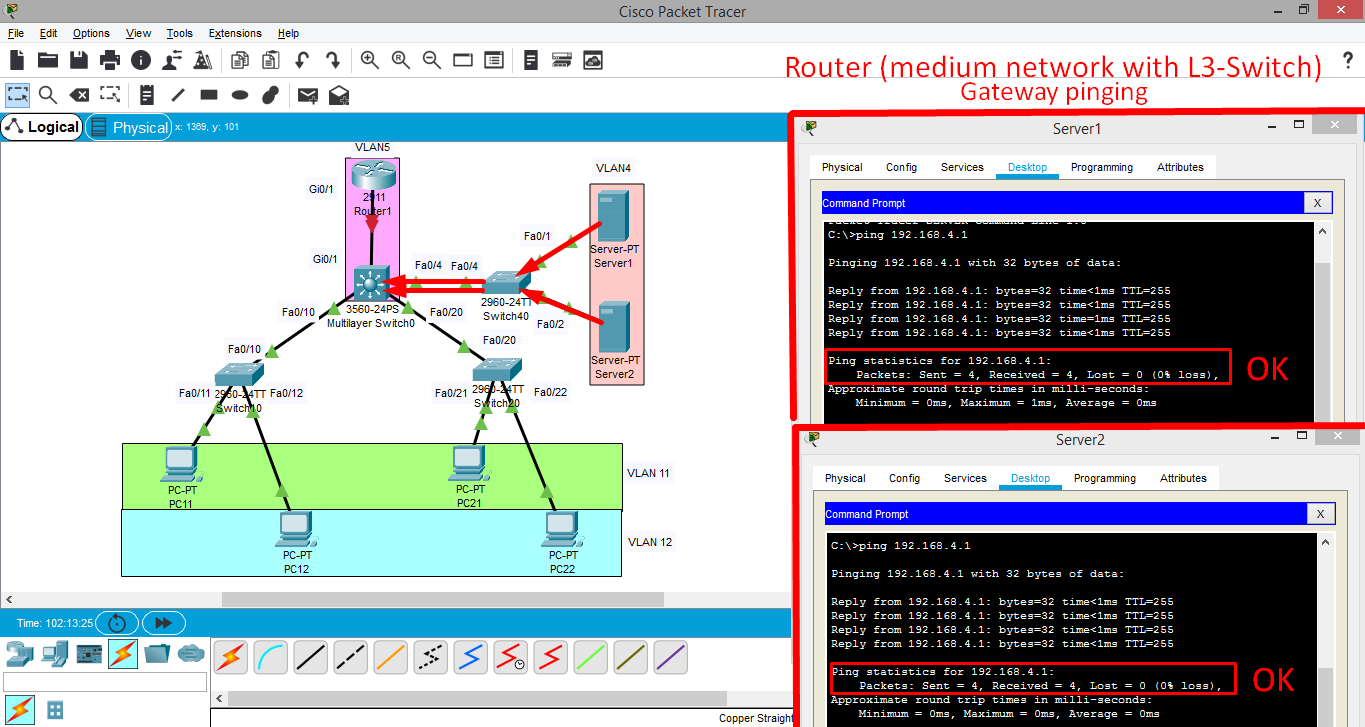 Cisco Packet Tracer
File Edit Options View Tools Extensions Help
Router (medium network with L3-Switch)
Gateway pinging
Logical Physical x: 1369, y: 101
VLAN5
Gi0/1
2911
Router1
VLAN4
Gi0/1
Fa0/4 Fa0/4
Fa0/1
Server-PT
Server1
3560-24PS
Multilayer Switch0
2960-24TT
Switch40
Fa0/2
Server-PT
Server2
Fa0/10
Fa0/20
Fa0/10
Fa0/20
Fa0/11
2960-24TT
Switch10
Fa0/12
Fa0/21
2960-24TT
Switch20
Fa0/22
PC-PT
PC11
PC-PT
PC21
VLAN 11
PC-PT
PC12
PC-PT
PC22
VLAN 12
Time: 102:13:25
Copper Straight
Server1
Physical Config Services Desktop Programming Attributes
Command Prompt X
C:\>ping 192.168.4.1
Pinging 192.168.4.1 with 32 bytes of data:
Reply from 192.168.4.1: bytes=32 time<1ms TTL=255
Reply from 192.168.4.1: bytes=32 time<1ms TTL=255
Reply from 192.168.4.1: bytes=32 time=1ms TTL=255
Reply from 192.168.4.1: bytes=32 time<1ms TTL=255
Ping statistics for 192.168.4.1:
Packets: Sent = 4, Received = 4, Lost = 0 (0% loss),
OK
Approximate round trip times in milli-seconds:
Minimum = 0ms, Maximum = 1ms, Average = 0ms
Server2
Physical Config Services Desktop Programming Attributes
Command Prompt X
C:\>ping 192.168.4.1
Pinging 192.168.4.1 with 32 bytes of data:
Reply from 192.168.4.1: bytes=32 time<1ms TTL=255
Reply from 192.168.4.1: bytes=32 time<1ms TTL=255
Reply from 192.168.4.1: bytes=32 time<1ms TTL=255
Reply from 192.168.4.1: bytes=32 time<1ms TTL=255
Ping statistics for 192.168.4.1:
Packets: Sent = 4, Received = 4, Lost = 0 (0% loss),
OK
Approximate round trip times in milli-seconds:
Minimum = 0ms, Maximum = 0ms, Average = 0ms